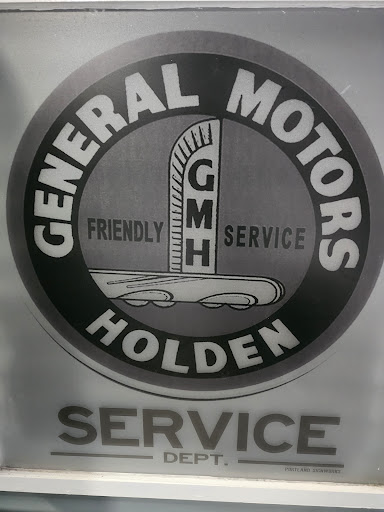 GENERAL MOTORS
GMH
FRIENDLY SERVICE
HOLDEN
SERVICE
DEPT.